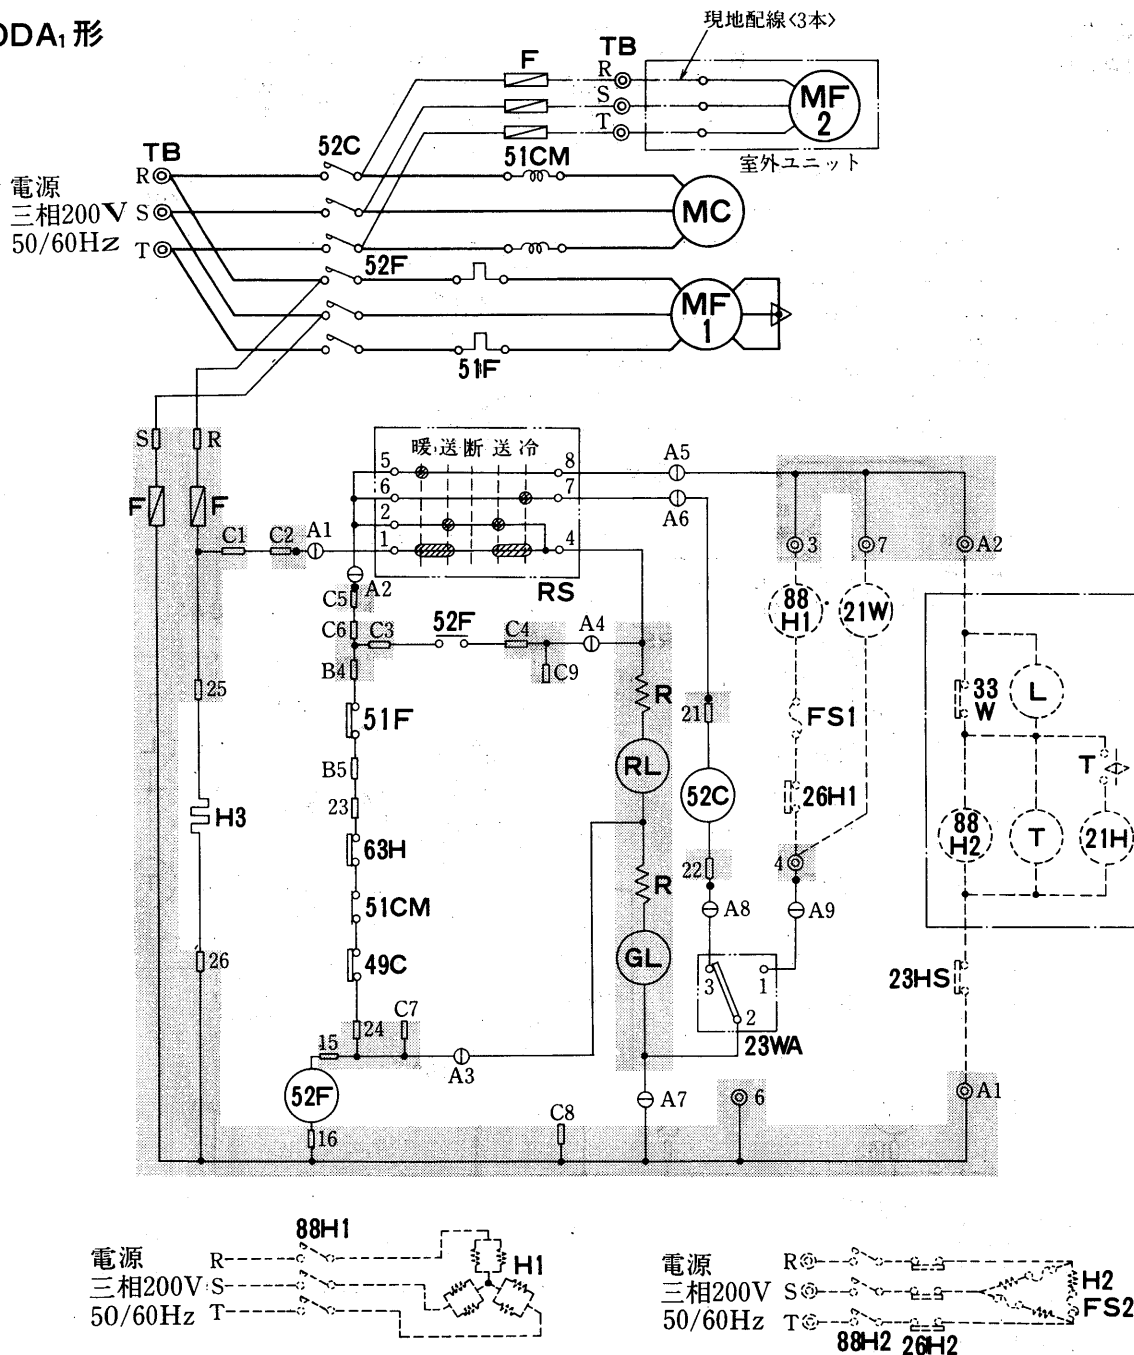 DDA₁形
現地配線〈3本〉
F
TB
R
S
T
MF
2
室外ユニット
TB
R
S
T
電源
三相200V
50/60Hz
52C
51CM
MC
52F
51F
MF
1
S
R
F
F
暖 送 断 送 冷
5
8
6
7
2
1
4
RS
C1
C2
A1
A2
A5
A6
C5
C6
C3
52F
C4
A4
C9
B4
51F
B5
23
63H
51CM
49C
24
C7
A3
15
52F
16
25
H3
26
R
RL
R
GL
A7
C8
6
21
52C
22
A8
A9
3
1
2
23WA
3
7
A2
88
H1
21W
FS1
26H1
4
33
W
L
T
88
H2
T
21H
23HS
A1
電源
三相200V
50/60Hz
R
S
T
88H1
H1
電源
三相200V
50/60Hz
R
S
T
88H2
26H2
H2
FS2